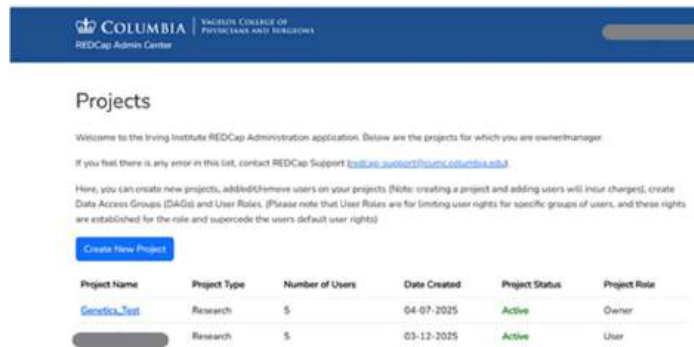 COLUMBIA VAGELOS COLLEGE OF
PHYSICIANS AND SURGEONS
REDCap Admin Center
Projects
Welcome to the Irving Institute REDCap Administration application. Below are the projects for which you are owner/manager.
If you feel there is any error in this list, contact REDCap Support (redcap-support@cumc.columbia.edu).
Here, you can create new projects, add/edit/remove users on your projects (Note: creating a project and adding users will incur charges), create
Data Access Groups (DAGs) and User Roles. (Please note that User Roles are for limiting user rights for specific groups of users, and these rights
are established for the role and supercede the users default user rights)
Create New Project
Project Name Project Type Number of Users Date Created Project Status Project Role
Genetics_Test Research 5 04-07-2025 Active Owner
Research 5 03-12-2025 Active User